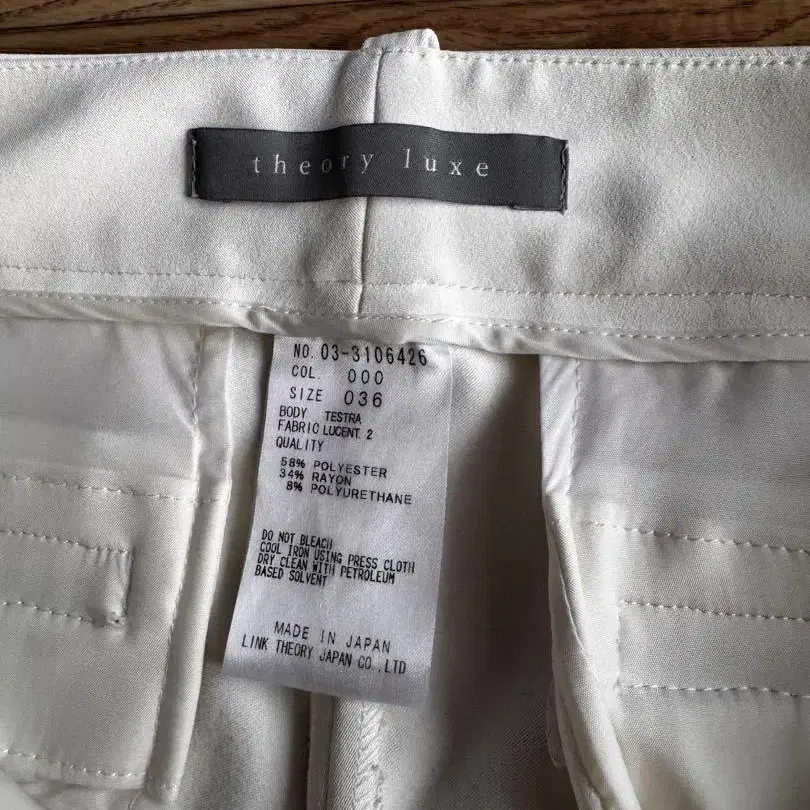 theory luxe
NO. 03-3106426
COL. 000
SIZE 036
BODY TESTRA
FABRIC LUCENT. 2
QUALITY
58% POLYESTER
34% RAYON
8% POLYURETHANE
DO NOT BLEACH
COOL IRON USING PRESS CLOTH
DRY CLEAN WITH PETROLEUM
BASED SOLVENT
MADE IN JAPAN
LINK THEORY JAPAN CO.,LTD